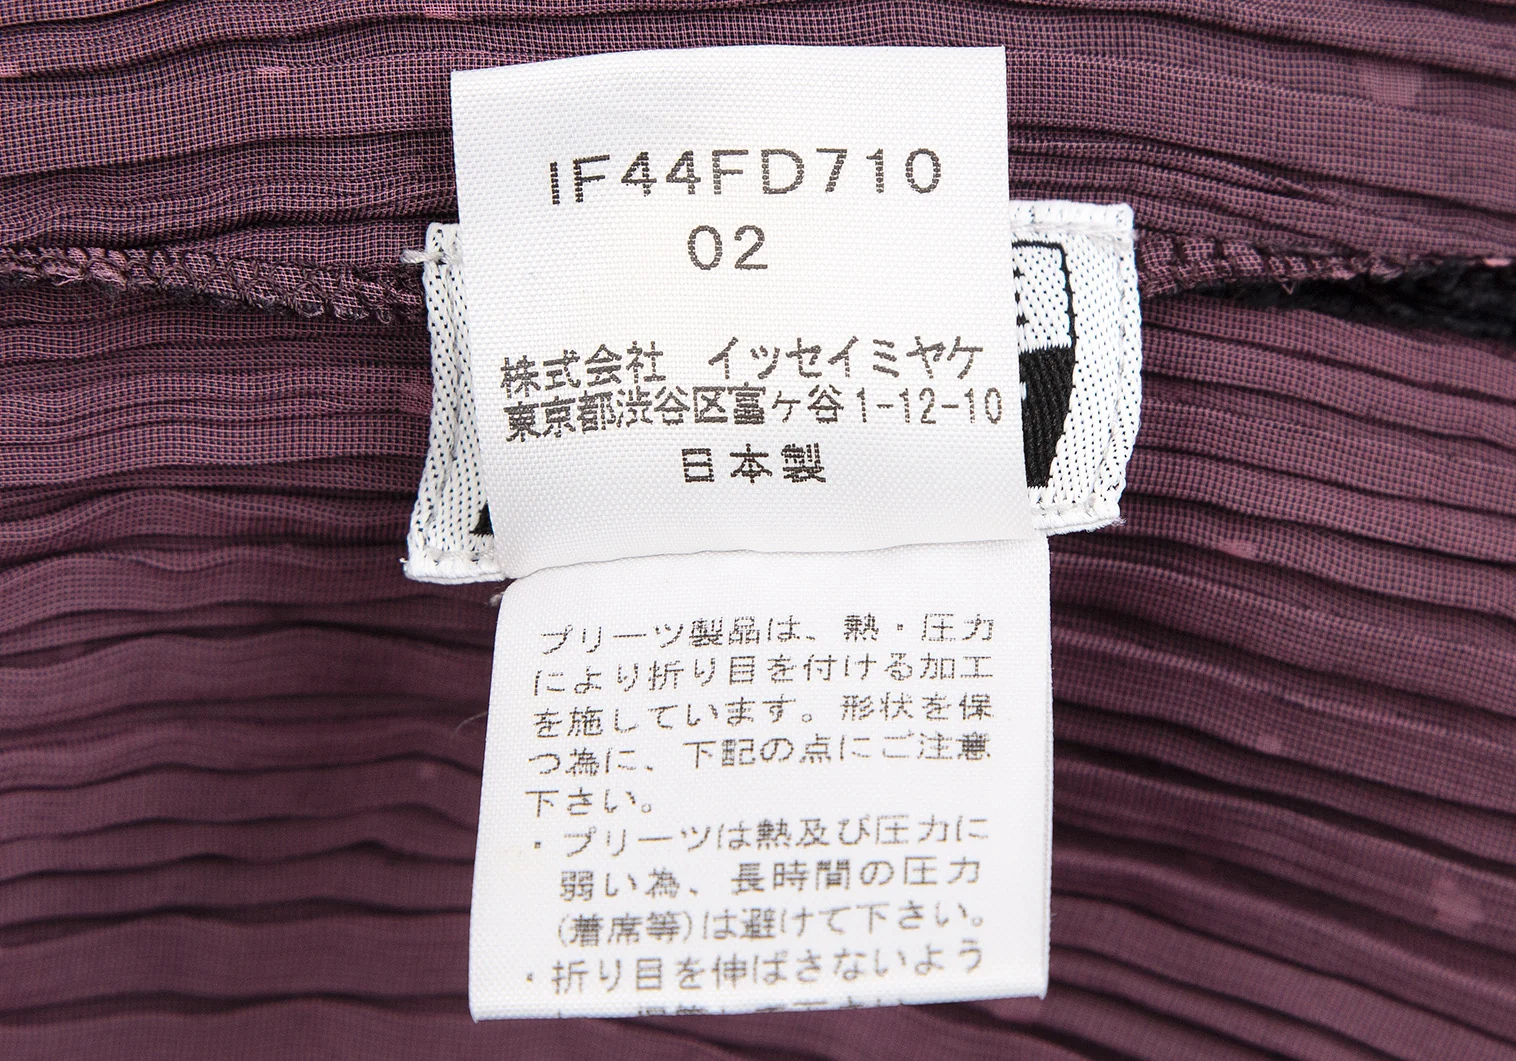 IF44FD710
02
株式会社　イッセイミヤケ
東京都渋谷区富ヶ谷1-12-10
日本製
プリーツ製品は、熱・圧力
により折り目を付ける加工
を施しています。形状を保
つ為に、下記の点にご注意
下さい。
・プリーツは熱及び圧力に
弱い為、長時間の圧力
(着席等)は避けて下さい。
・折り目を伸ばさないよう